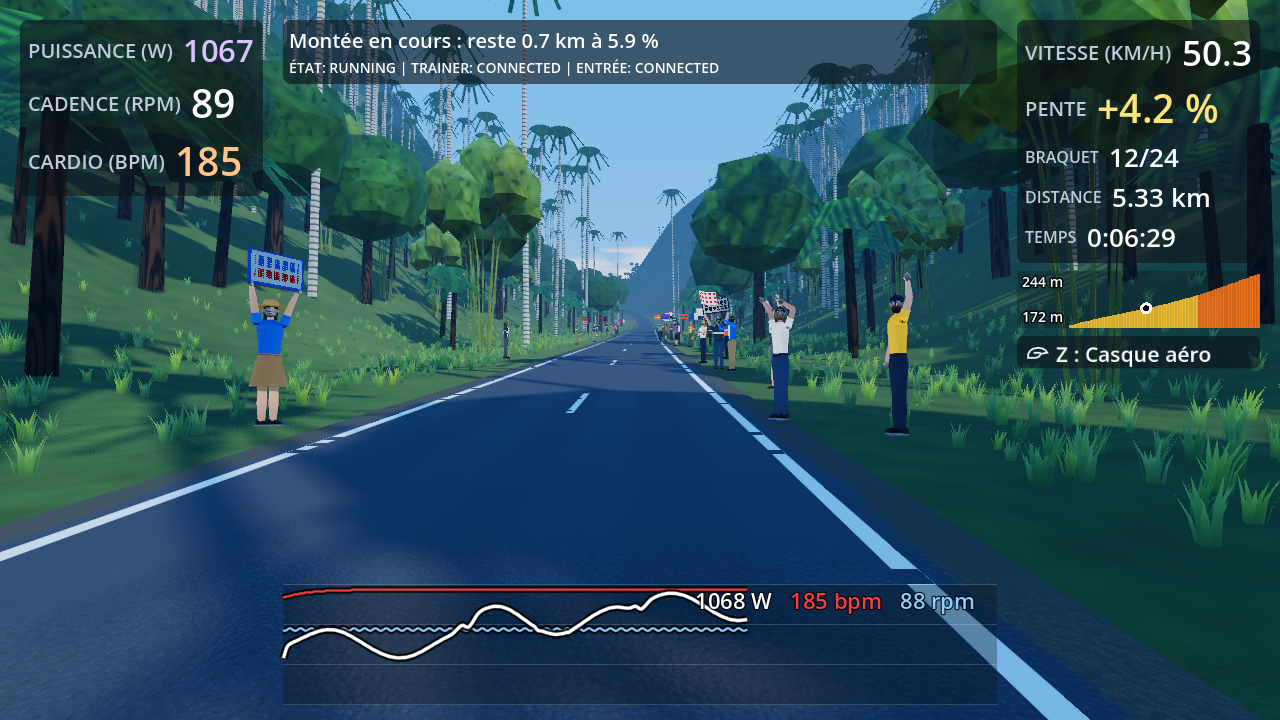 PUISSANCE (W) 1067
CADENCE (RPM) 89
CARDIO (BPM) 185
Montée en cours : reste 0.7 km à 5.9 %
ÉTAT: RUNNING | TRAINER: CONNECTED | ENTRÉE: CONNECTED
VITESSE (KM/H) 50.3
PENTE +4.2 %
BRAQUET 12/24
DISTANCE 5.33 km
TEMPS 0:06:29
244 m
172 m
Z : Casque aéro
1068 W 185 bpm 88 rpm